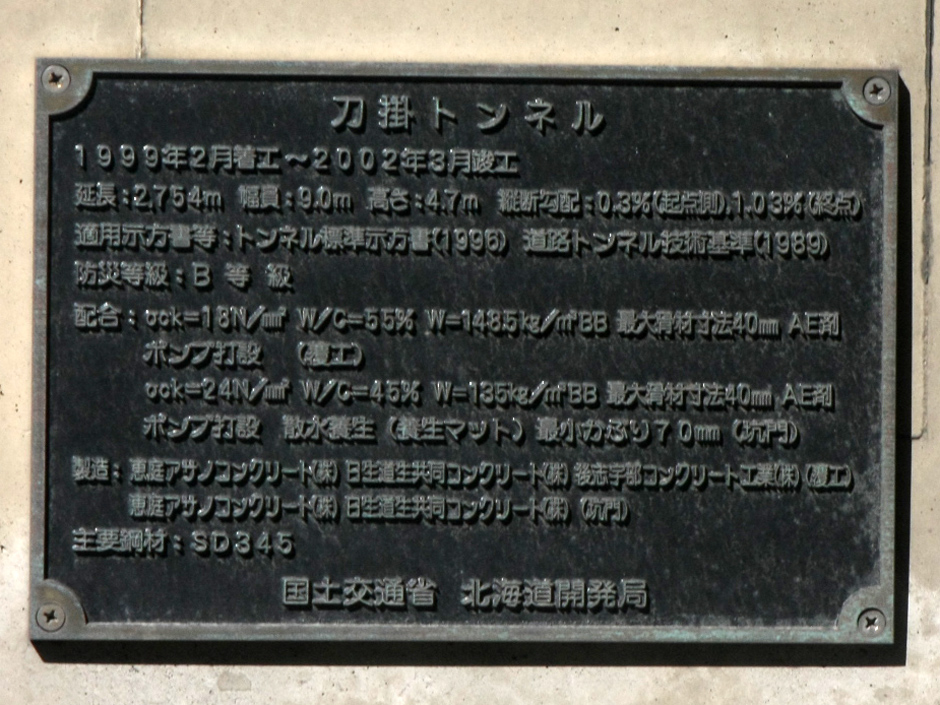 刀掛トンネル
1999年2月着工～2002年3月竣工
延長：2,754m 幅員：9.0m 高さ：4.7m 縦断勾配：0.3%(起点側),1.03%(終点)
適用示方書等：トンネル標準示方書(1996) 道路トンネル技術基準(1989)
防災等級：B 等 級
配合：σck=18N/㎟ W/C=55% W=148.5kg/㎥BB 最大骨材寸法40㎜ AE剤
ポンプ打設 （覆工）
σck=24N/㎟ W/C=45% W=135kg/㎥BB 最大骨材寸法40㎜ AE剤
ポンプ打設 散水養生（養生マット）最小かぶり70㎜（坑門）
製造：恵庭アサノコンクリート㈱ 日生道生共同コンクリート㈱ 後志宇部コンクリート工業㈱（覆工）
恵庭アサノコンクリート㈱ 日生道生共同コンクリート㈱（坑門）
主要鋼材：SD345
国土交通省 北海道開発局